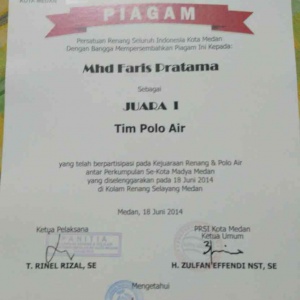 KOTA MEDAN
PIAGAM
Persatuan Renang Seluruh Indonesia Kota Medan
Dengan Bangga Mempersembahkan Piagam Ini Kepada:
Mhd Faris Pratama
Sebagai
JUARA 1
Tim Polo Air
yang telah berpartisipasi pada Kejuaraan Renang & Polo Air
antar Perkumpulan Se-Kota Madya Medan
yang diselenggarakan pada 18 Juni 2014
di Kolam Renang Selayang Medan
Medan, 18 Juni 2014
Ketua Pelaksana
PANITIA
T. RINEL RIZAL, SE
PRSI Kota Medan
Ketua Umum
H. ZULFAN EFFENDI NST, SE
Mengetahui